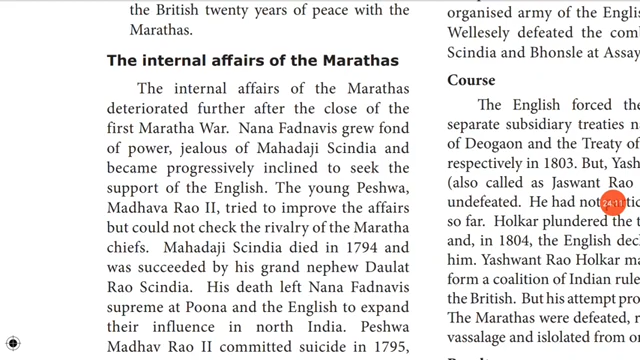 the British twenty years of peace with the
Marathas.
The internal affairs of the Marathas
The internal affairs of the Marathas
deteriorated further after the close of the
first Maratha War. Nana Fadnavis grew fond
of power, jealous of Mahadaji Scindia and
became progressively inclined to seek the
support of the English. The young Peshwa,
Madhava Rao II, tried to improve the affairs
but could not check the rivalry of the Maratha
chiefs. Mahadaji Scindia died in 1794 and
was succeeded by his grand nephew Daulat
Rao Scindia. His death left Nana Fadnavis
supreme at Poona and the English to expand
their influence in north India. Peshwa
Madhav Rao II committed suicide in 1795,
organised army of the Engl
Wellesely defeated the com
Scindia and Bhonsle at Assay
Course
The English forced the
separate subsidiary treaties n
of Deogaon and the Treaty of
respectively in 1803. But, Yash
(also called as Jaswant Rao
undefeated. He had not
so far. Holkar plundered the t
and, in 1804, the English decl
him. Yashwant Rao Holkar ma
form a coalition of Indian rule
the British. But his attempt pro
The Marathas were defeated, r
vassalage and islolated from o
24:11